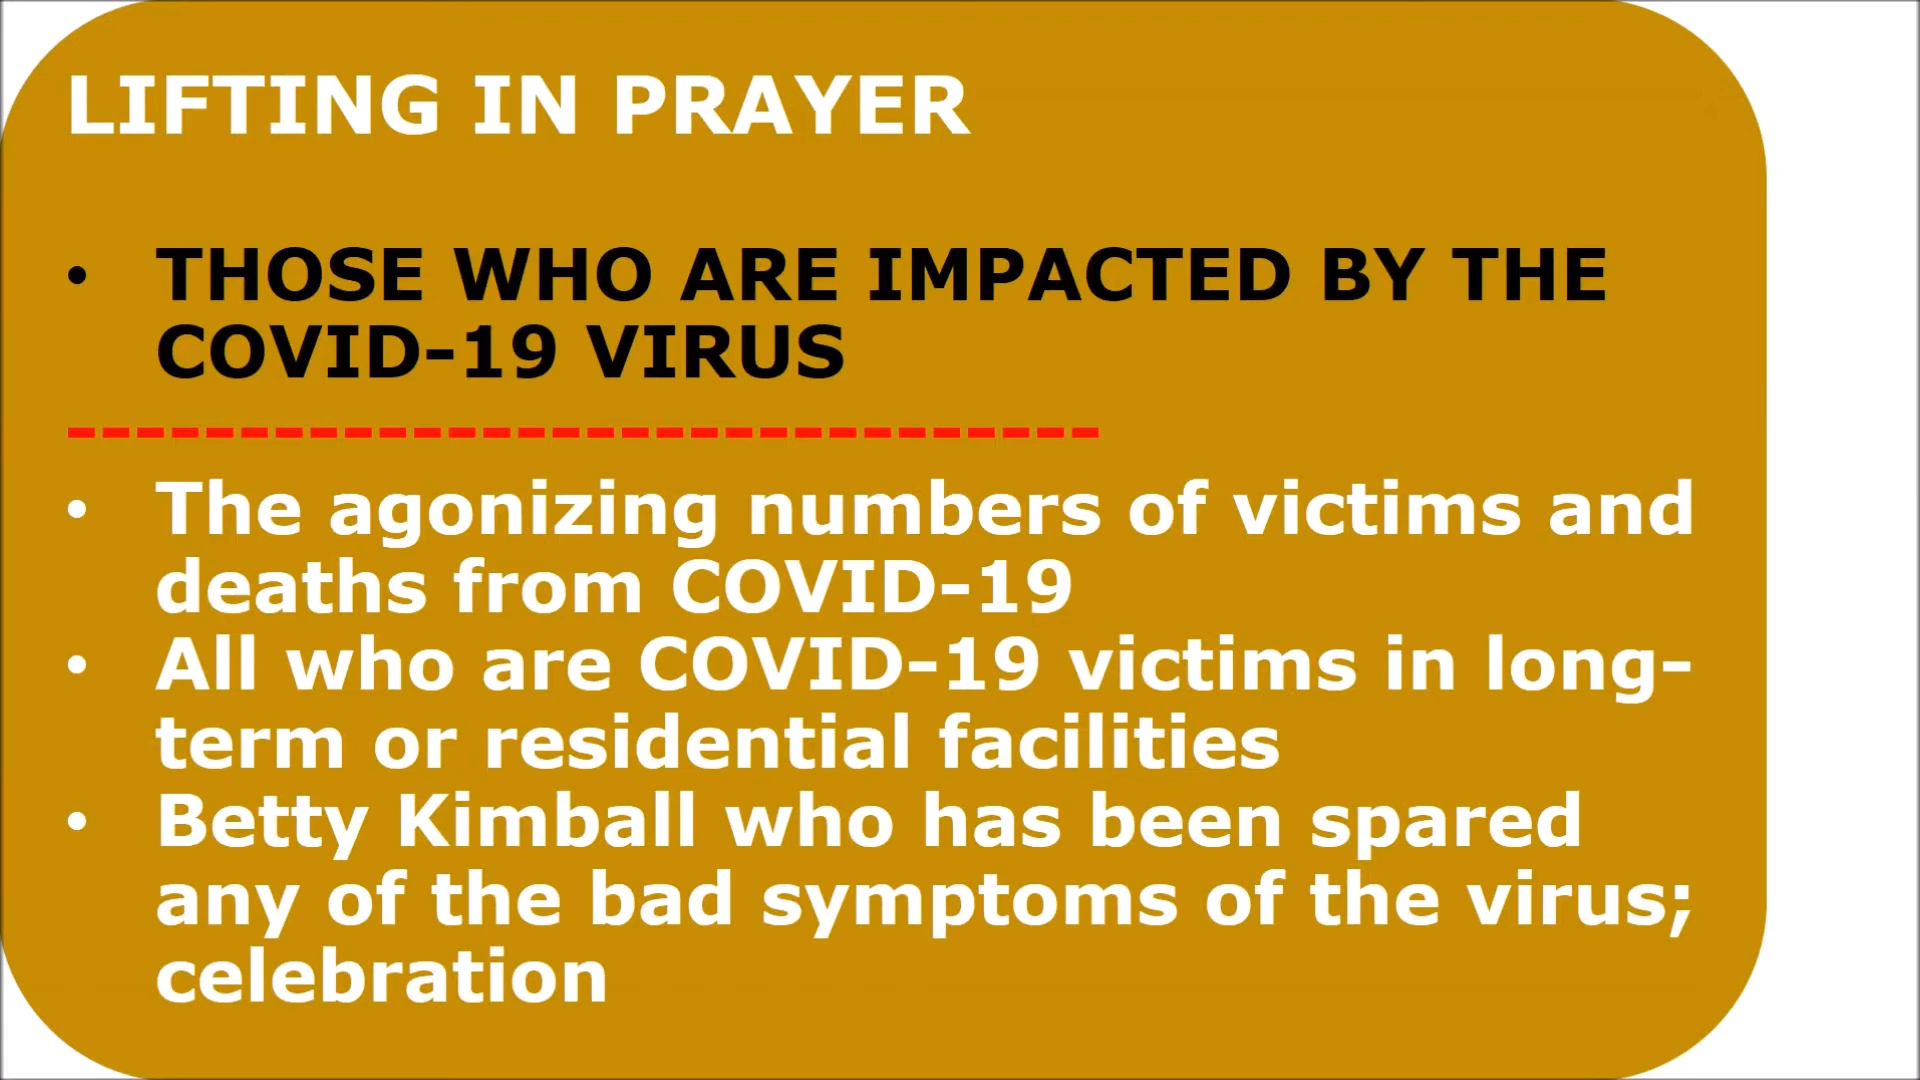 LIFTING IN PRAYER
• THOSE WHO ARE IMPACTED BY THE
COVID-19 VIRUS
------------------------------
• The agonizing numbers of victims and
deaths from COVID-19
• All who are COVID-19 victims in long-
term or residential facilities
• Betty Kimball who has been spared
any of the bad symptoms of the virus;
celebration